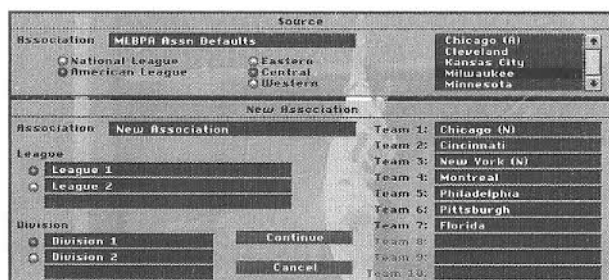 Source
Association MLBPA Assn Defaults
National League
American League
Eastern
Central
Western
Chicago (A)
Cleveland
Kansas City
Milwaukee
Minnesota
New Association
Association New Association
League
League 1
League 2
Division
Division 1
Division 2
Continue
Cancel
Team 1: Chicago (N)
Team 2: Cincinnati
Team 3: New York (N)
Team 4: Montreal
Team 5: Philadelphia
Team 6: Pittsburgh
Team 7: Florida
Team 8:
Team 9:
Team 10: